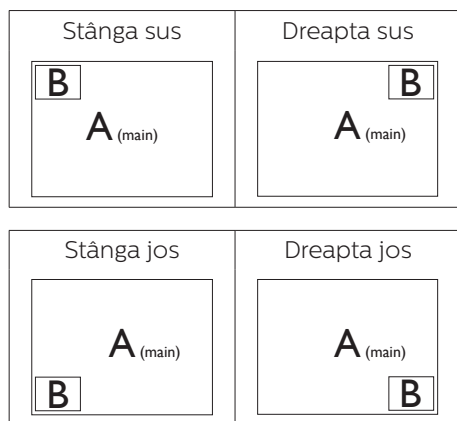 Stânga sus
Dreapta sus
B
A (main)
B
A (main)
Stânga jos
Dreapta jos
A (main)
B
A (main)
B